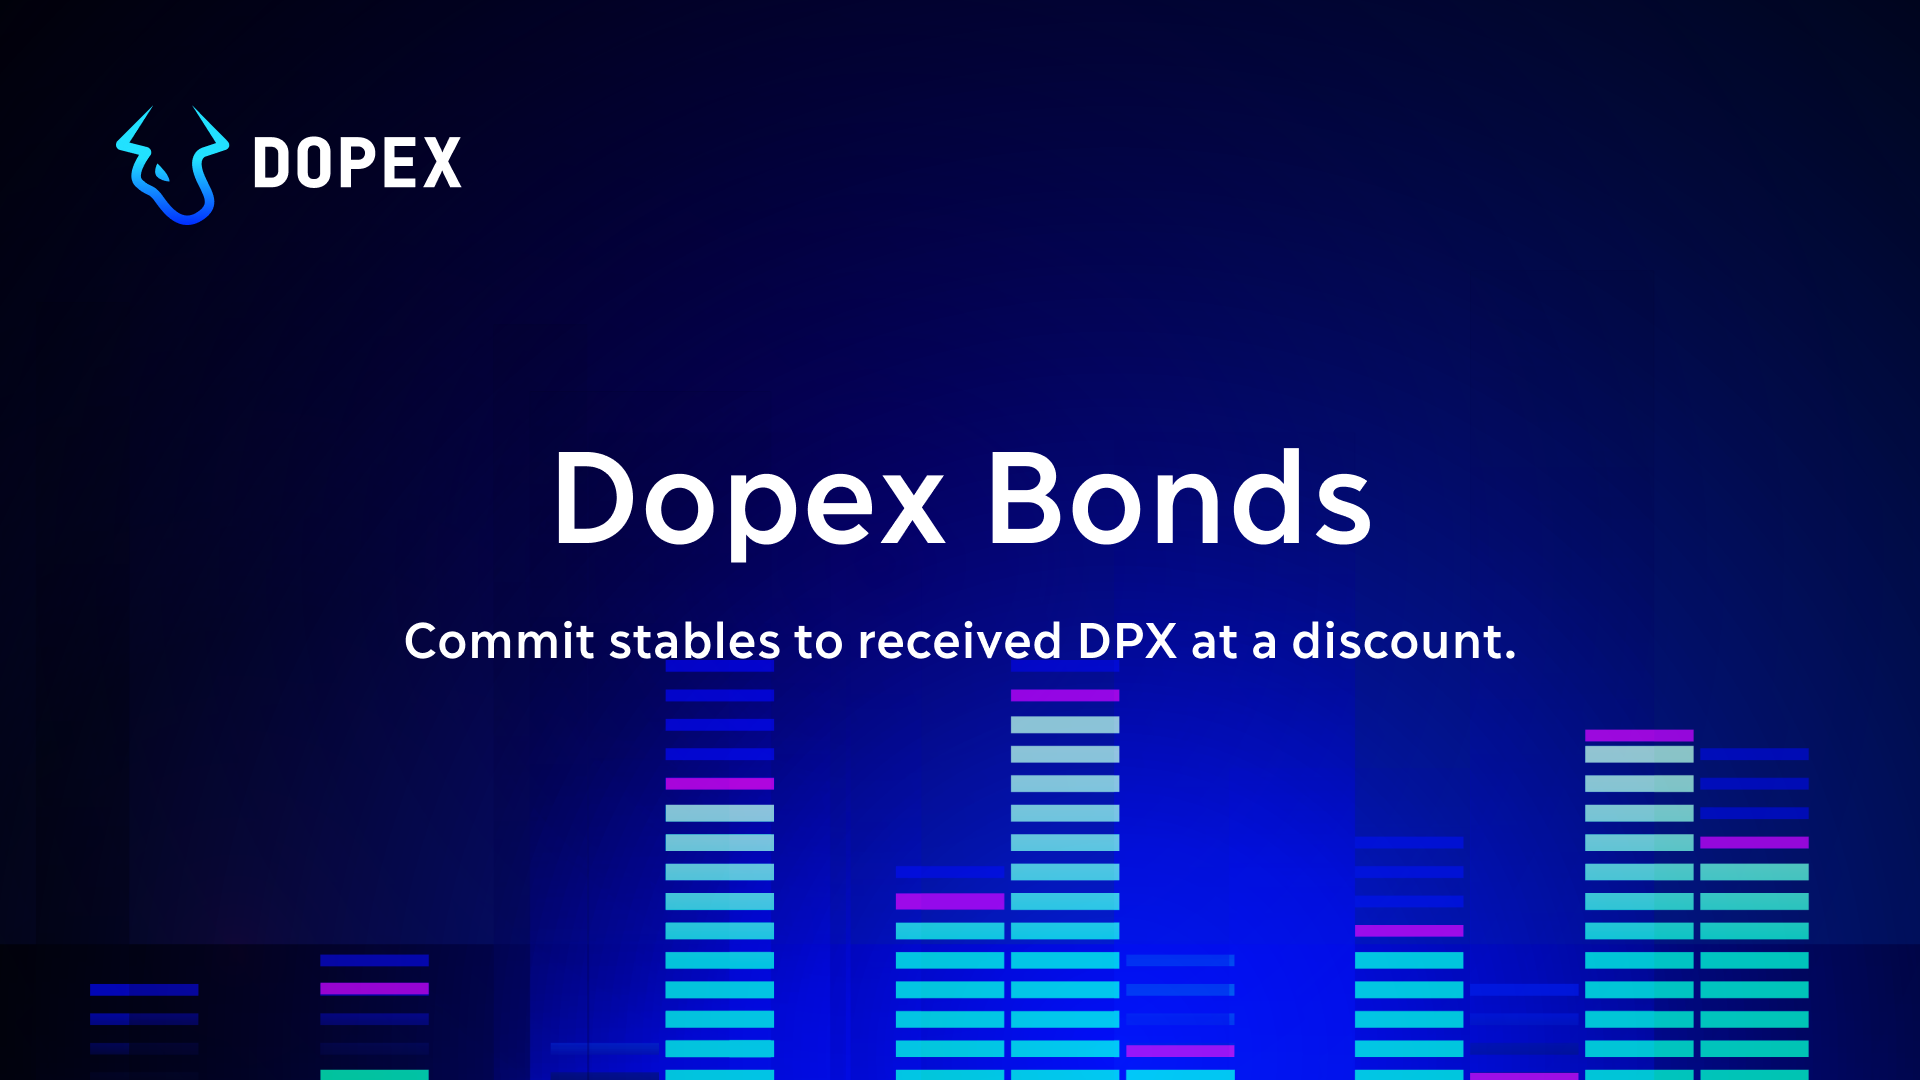 DOPEX
Dopex Bonds
Commit stables to received DPX at a discount.